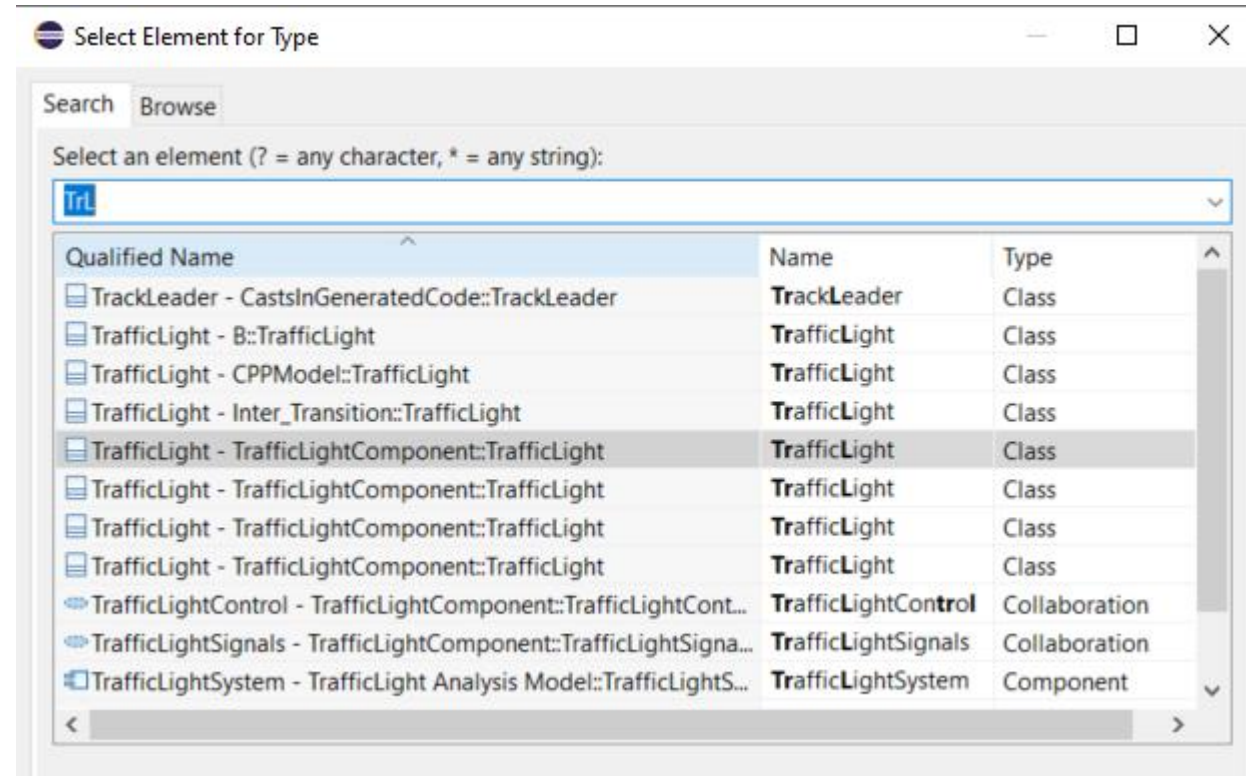 Select Element for Type
Search Browse
Select an element (? = any character, * = any string):
TrL
Qualified Name Name Type
TrackLeader - CastsInGeneratedCode::TrackLeader TrackLeader Class
TrafficLight - B::TrafficLight TrafficLight Class
TrafficLight - CPPModel::TrafficLight TrafficLight Class
TrafficLight - Inter_Transition::TrafficLight TrafficLight Class
TrafficLight - TrafficLightComponent::TrafficLight TrafficLight Class
TrafficLight - TrafficLightComponent::TrafficLight TrafficLight Class
TrafficLight - TrafficLightComponent::TrafficLight TrafficLight Class
TrafficLight - TrafficLightComponent::TrafficLight TrafficLight Class
TrafficLightControl - TrafficLightComponent::TrafficLightCont... TrafficLightControl Collaboration
TrafficLightSignals - TrafficLightComponent::TrafficLightSigna... TrafficLightSignals Collaboration
TrafficLightSystem - TrafficLight Analysis Model::TrafficLightS... TrafficLightSystem Component